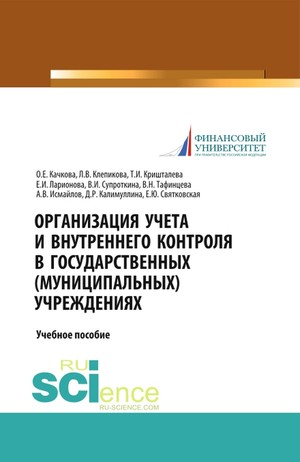 ФИНАНСОВЫЙ
УНИВЕРСИТЕТ
ПРИ ПРАВИТЕЛЬСТВЕ РОССИЙСКОЙ ФЕДЕРАЦИИ
О.Е. Качкова, Л.В. Клепикова, Т.И. Кришталева
Е.И. Ларионова, В.И. Супроткина, В.Н. Тафинцева
А.В. Исмайлов, Д.Р. Калимуллина, Е.Ю. Святковская
ОРГАНИЗАЦИЯ УЧЕТА
И ВНУТРЕННЕГО КОНТРОЛЯ
В ГОСУДАРСТВЕННЫХ
(МУНИЦИПАЛЬНЫХ)
УЧРЕЖДЕНИЯХ
Учебное пособие
RU
SCience
RU-SCIENCE.COM